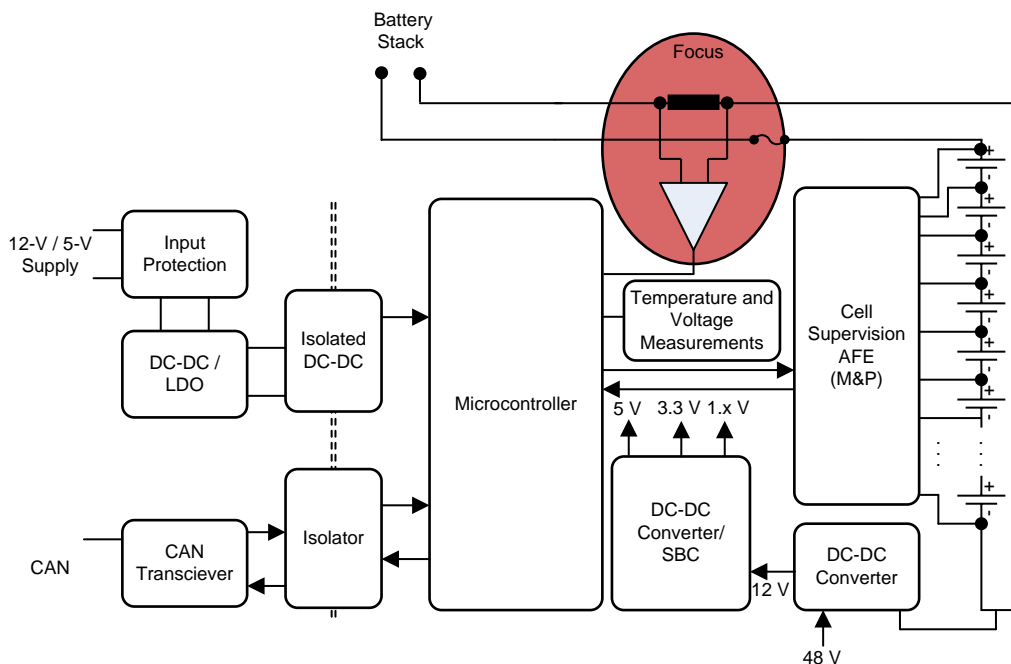 Battery
Stack
Focus
12-V / 5-V
Supply
Input
Protection
DC-DC /
LDO
Isolated
DC-DC
Microcontroller
Temperature and
Voltage
Measurements
Cell
Supervision
AFE
(M&P)
5 V
3.3 V
1.x V
DC-DC
Converter/
SBC
12 V
DC-DC
Converter
48 V
CAN
CAN
Transciever
Isolator
+
-
+
-
+
-
+
-
+
-
+
-
+
-